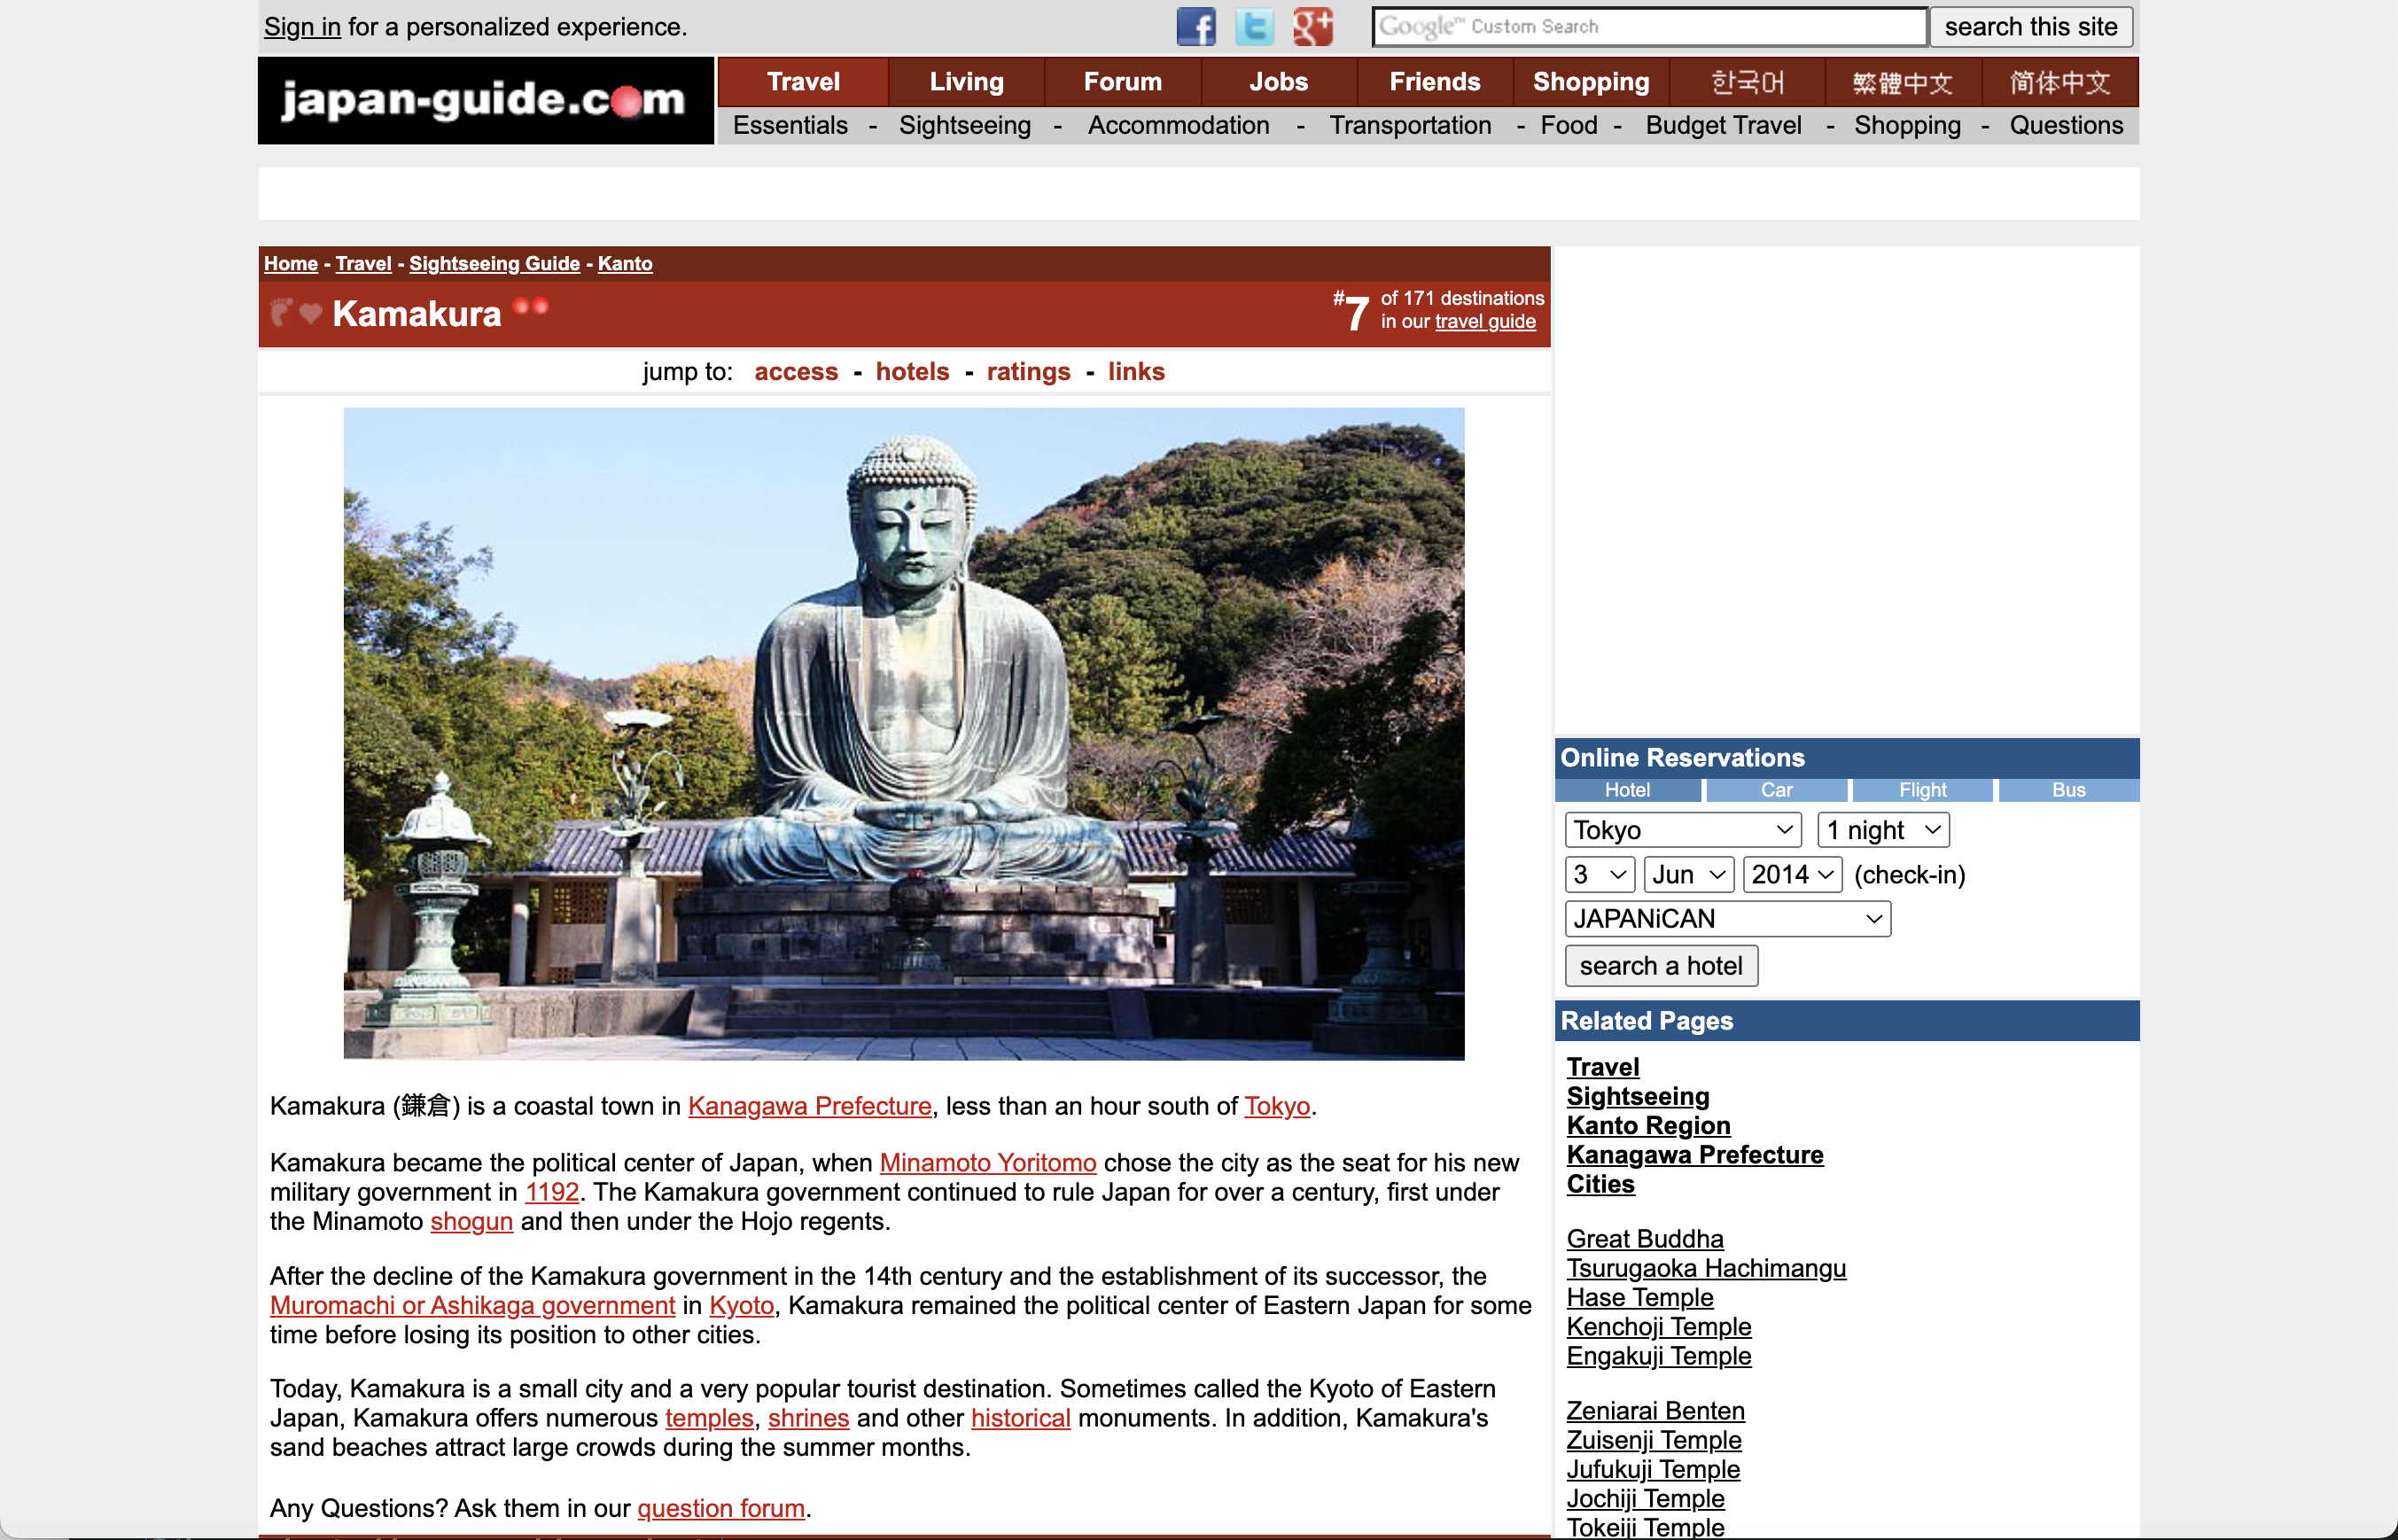 Sign in for a personalized experience.
Google™ Custom Search
search this site
japan-guide.com
Travel Living Forum Jobs Friends Shopping 한국어 繁體中文 简体中文
Essentials - Sightseeing - Accommodation - Transportation - Food - Budget Travel - Shopping - Questions
Home - Travel - Sightseeing Guide - Kanto
Kamakura
#7 of 171 destinations
in our travel guide
jump to: access - hotels - ratings - links
Kamakura (鎌倉) is a coastal town in Kanagawa Prefecture, less than an hour south of Tokyo.
Kamakura became the political center of Japan, when Minamoto Yoritomo chose the city as the seat for his new
military government in 1192. The Kamakura government continued to rule Japan for over a century, first under
the Minamoto shogun and then under the Hojo regents.
After the decline of the Kamakura government in the 14th century and the establishment of its successor, the
Muromachi or Ashikaga government in Kyoto, Kamakura remained the political center of Eastern Japan for some
time before losing its position to other cities.
Today, Kamakura is a small city and a very popular tourist destination. Sometimes called the Kyoto of Eastern
Japan, Kamakura offers numerous temples, shrines and other historical monuments. In addition, Kamakura's
sand beaches attract large crowds during the summer months.
Any Questions? Ask them in our question forum.
Online Reservations
Hotel Car Flight Bus
Tokyo 1 night
3 Jun 2014 (check-in)
JAPANiCAN
search a hotel
Related Pages
Travel
Sightseeing
Kanto Region
Kanagawa Prefecture
Cities
Great Buddha
Tsurugaoka Hachimangu
Hase Temple
Kenchoji Temple
Engakuji Temple
Zeniarai Benten
Zuisenji Temple
Jufukuji Temple
Jochiji Temple
Tokeiji Temple